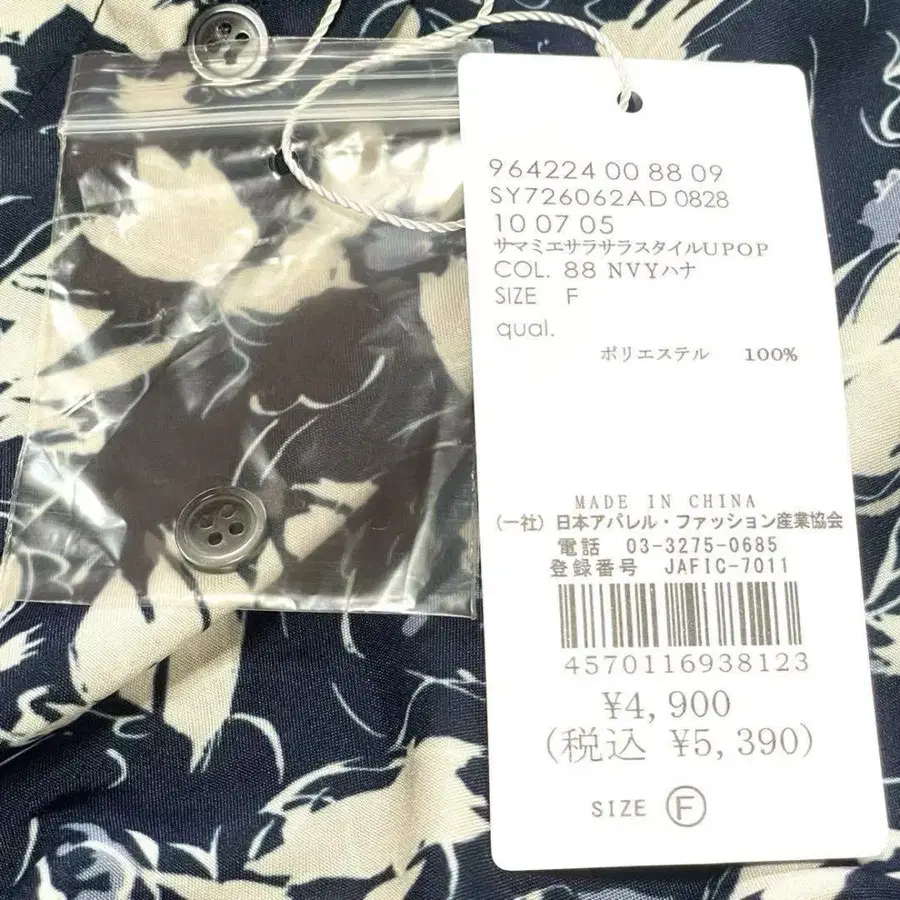 964224 00 88 09
SY726062AD 0828
10 07 05
サマミエサラサラスタイルUPOP
COL. 88 NVYハナ
SIZE F
qual.
ポリエステル 100%
MADE IN CHINA
(一社) 日本アパレル・ファッション産業協会
電話 03-3275-0685
登録番号 JAFIC-7011
4570116938123
¥4,900
(税込 ¥5,390)
SIZE F